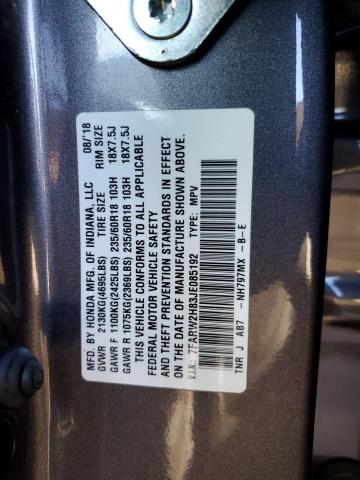 MFD. BY HONDA MFG. OF INDIANA, LLC 08/'18
GVWR 2130KG(4695LBS) TIRE SIZE RIM SIZE
GAWR F 1100KG(2425LBS) 235/60R18 103H 18X7.5J
GAWR R 1075KG(2369LBS) 235/60R18 103H 18X7.5J
THIS VEHICLE CONFORMS TO ALL APPLICABLE
FEDERAL MOTOR VEHICLE SAFETY
AND THEFT PREVENTION STANDARDS IN EFFECT
ON THE DATE OF MANUFACTURE SHOWN ABOVE.
V.I.N.: 7FARW2H83JE085192 TYPE: MPV
TNR J AB7 -NH797MX -B-E